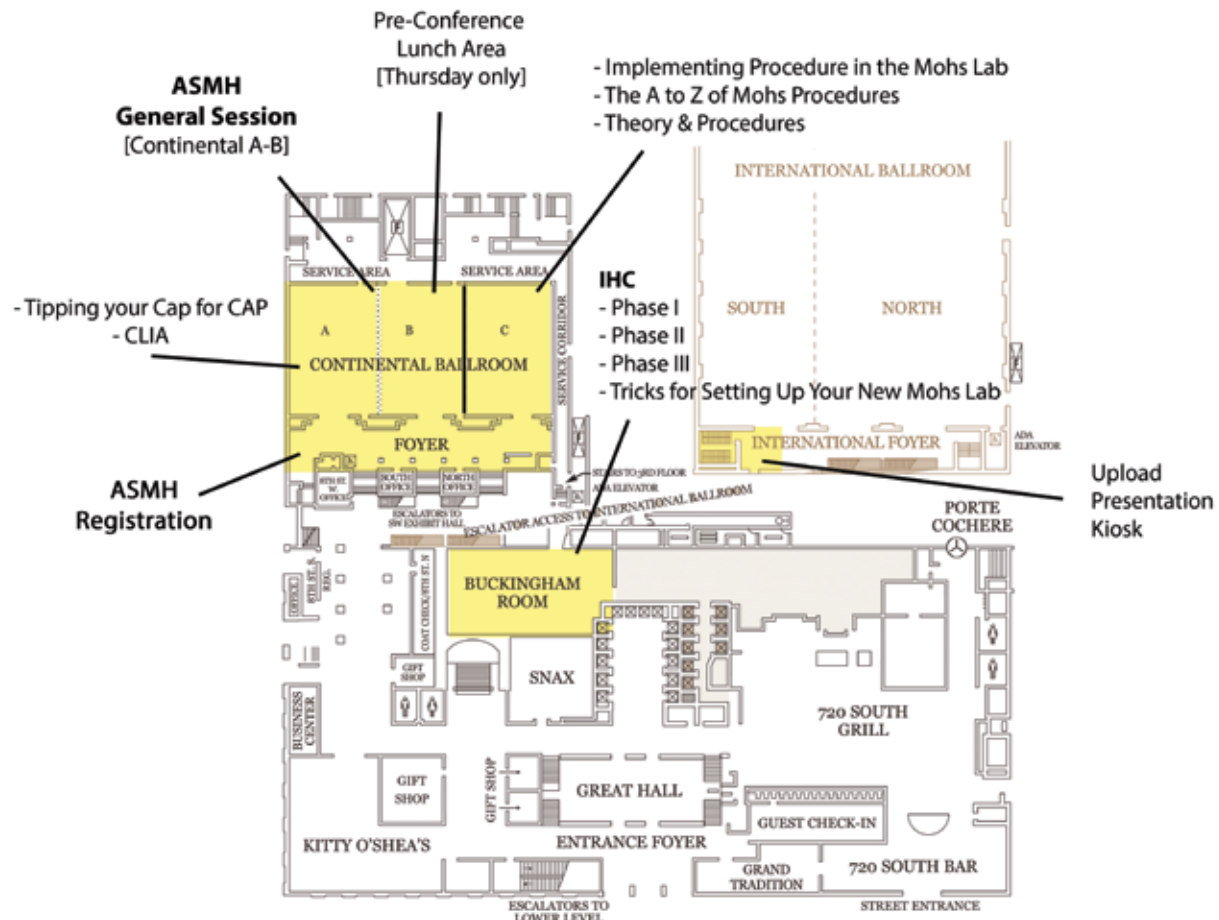 Pre-Conference
Lunch Area
[Thursday only]
ASMH
General Session
[Continental A-B]
- Implementing Procedure in the Mohs Lab
- The A to Z of Mohs Procedures
- Theory & Procedures
INTERNATIONAL BALLROOM
SOUTH
NORTH
SERVICE AREA
SERVICE AREA
- Tipping your Cap for CAP
- CLIA
A
B
C
CONTINENTAL BALLROOM
SERVICE CORRIDOR
IHC
- Phase I
- Phase II
- Phase III
- Tricks for Setting Up Your New Mohs Lab
FOYER
INTERNATIONAL FOYER
ADA
ELEVATOR
ASMH
Registration
8TH ST.
W.
OFFICE
SOUTH
OFFICE
NORTH
OFFICE
STAIRS TO 3RD FLOOR
ADA ELEVATOR
ESCALATORS TO
SW EXHIBIT HALL
ESCALATOR ACCESS TO INTERNATIONAL BALLROOM
Upload
Presentation
Kiosk
PORTE
COCHERE
OFFICE
8TH ST. S.
REG.
COAT CHECK/8TH ST. N
BUCKINGHAM
ROOM
GIFT
SHOP
SNAX
BUSINESS
CENTER
720 SOUTH
GRILL
GIFT
SHOP
GIFT SHOP
GREAT HALL
GUEST CHECK-IN
KITTY O'SHEA'S
ENTRANCE FOYER
GRAND
TRADITION
720 SOUTH BAR
ESCALATORS TO
LOWER LEVEL
STREET ENTRANCE